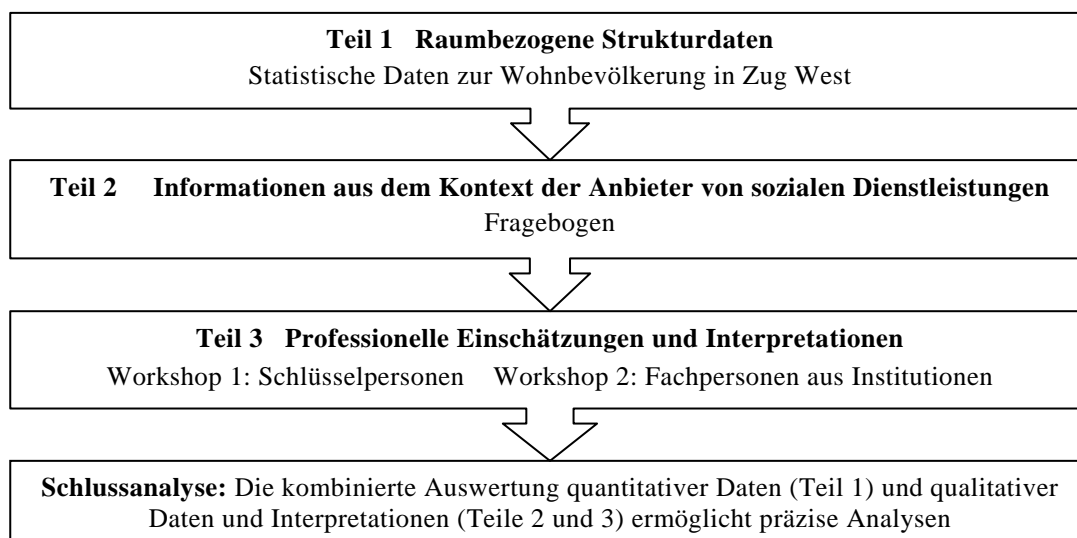 Teil 1 Raumbezogene Strukturdaten
Statistische Daten zur Wohnbevölkerung in Zug West
Teil 2 Informationen aus dem Kontext der Anbieter von sozialen Dienstleistungen
Fragebogen
Teil 3 Professionelle Einschätzungen und Interpretationen
Workshop 1: Schlüsselpersonen Workshop 2: Fachpersonen aus Institutionen
Schlussanalyse: Die kombinierte Auswertung quantitativer Daten (Teil 1) und qualitativer
Daten und Interpretationen (Teile 2 und 3) ermöglicht präzise Analysen